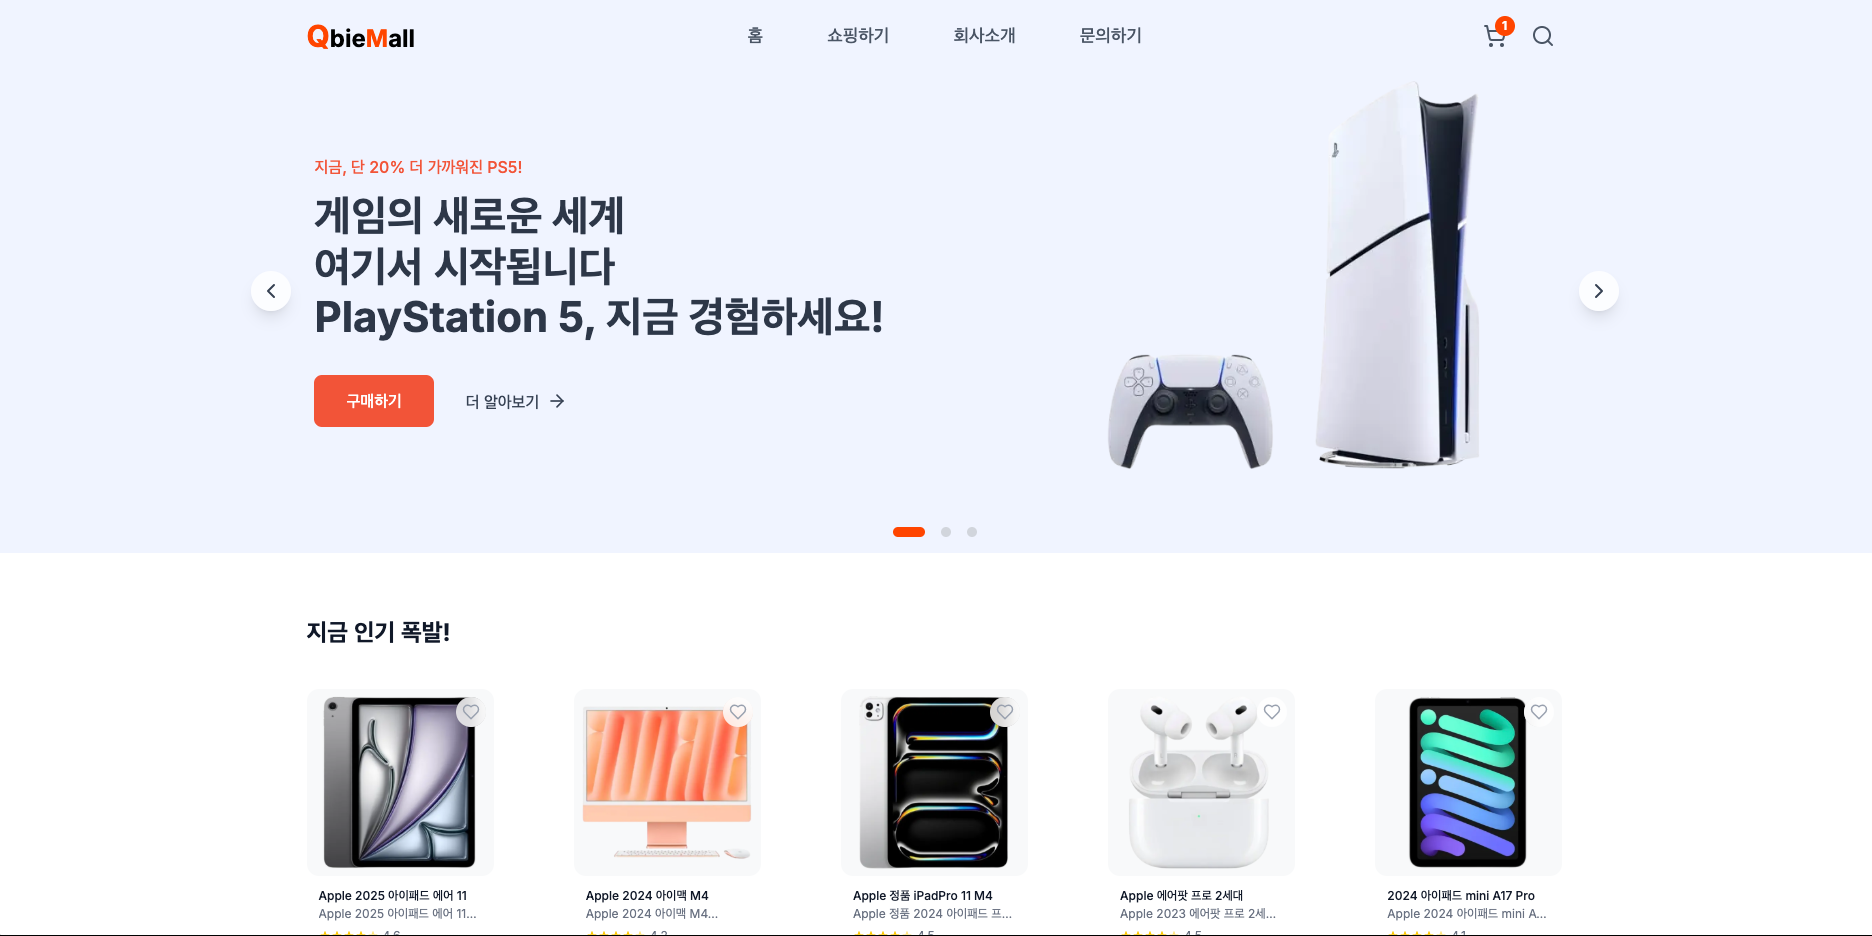 QbieMall
홈
쇼핑하기
회사소개
문의하기
1
지금, 단 20% 더 가까워진 PS5!
게임의 새로운 세계
여기서 시작됩니다
PlayStation 5, 지금 경험하세요!
구매하기
더 알아보기
지금 인기 폭발!
Apple 2025 아이패드 에어 11
Apple 2025 아이패드 에어 11...
Apple 2024 아이맥 M4
Apple 2024 아이맥 M4...
Apple 정품 iPadPro 11 M4
Apple 정품 2024 아이패드 프...
Apple 에어팟 프로 2세대
Apple 2023 에어팟 프로 2세...
2024 아이패드 mini A17 Pro
Apple 2024 아이패드 mini A...